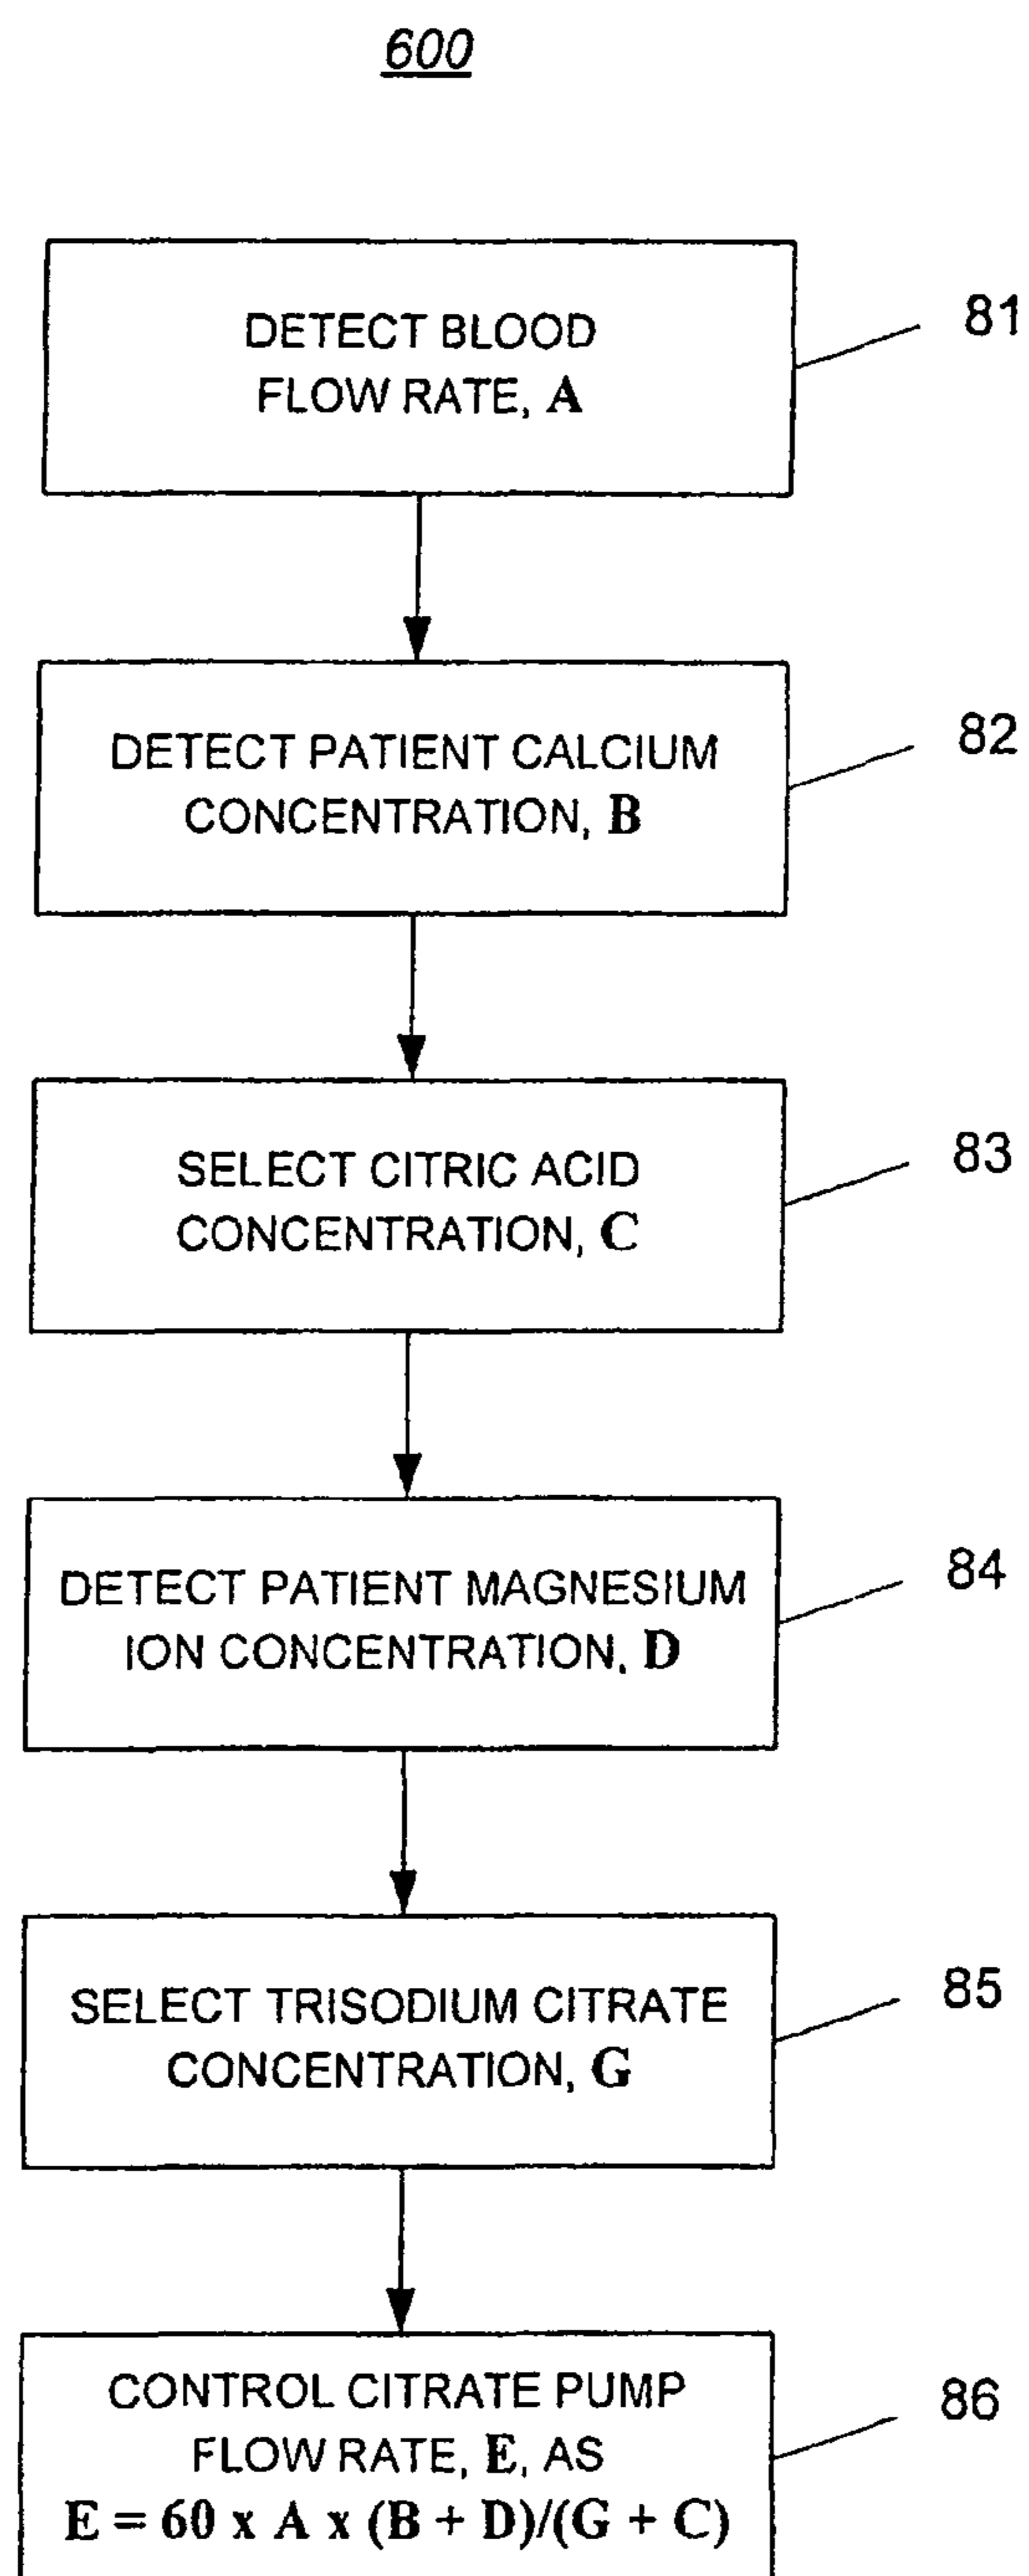 600
DETECT BLOOD
FLOW RATE, A
81
DETECT PATIENT CALCIUM
CONCENTRATION, B
82
SELECT CITRIC ACID
CONCENTRATION, C
83
DETECT PATIENT MAGNESIUM
ION CONCENTRATION, D
84
SELECT TRISODIUM CITRATE
CONCENTRATION, G
85
CONTROL CITRATE PUMP
FLOW RATE, E, AS
E = 60 x A x (B + D)/(G + C)
86